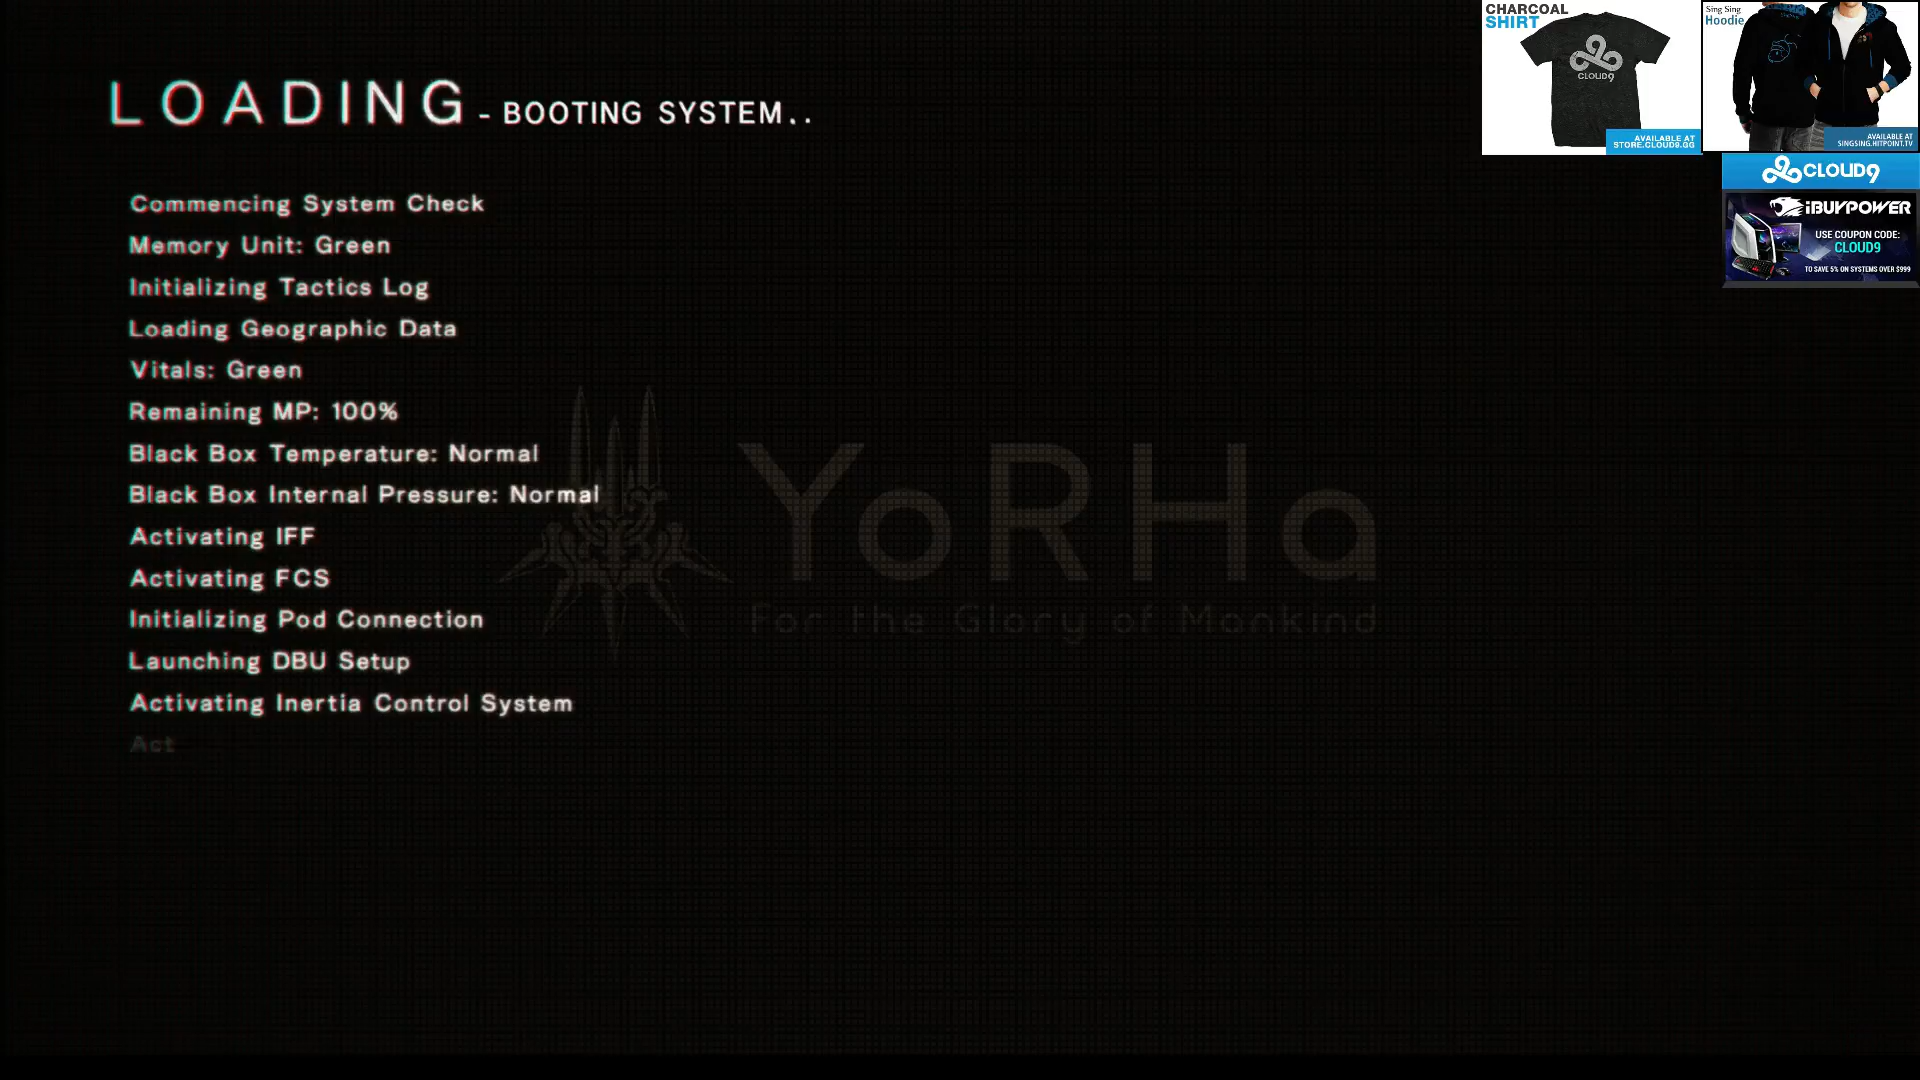 LOADING - BOOTING SYSTEM..
Commencing System Check
Memory Unit: Green
Initializing Tactics Log
Loading Geographic Data
Vitals: Green
Remaining MP: 100%
Black Box Temperature: Normal
Black Box Internal Pressure: Normal
Activating IFF
Activating FCS
Initializing Pod Connection
Launching DBU Setup
Activating Inertia Control System
Act
YoRHa
For the Glory of Mankind
CHARCOAL
SHIRT
CLOUD9
AVAILABLE AT
STORE.CLOUD9.GG
Sing Sing
Hoodie
AVAILABLE AT
SINGSING.HITPOINT.TV
CLOUD9
iBUYPOWER
USE COUPON CODE:
CLOUD9
TO SAVE 5% ON SYSTEMS OVER $999